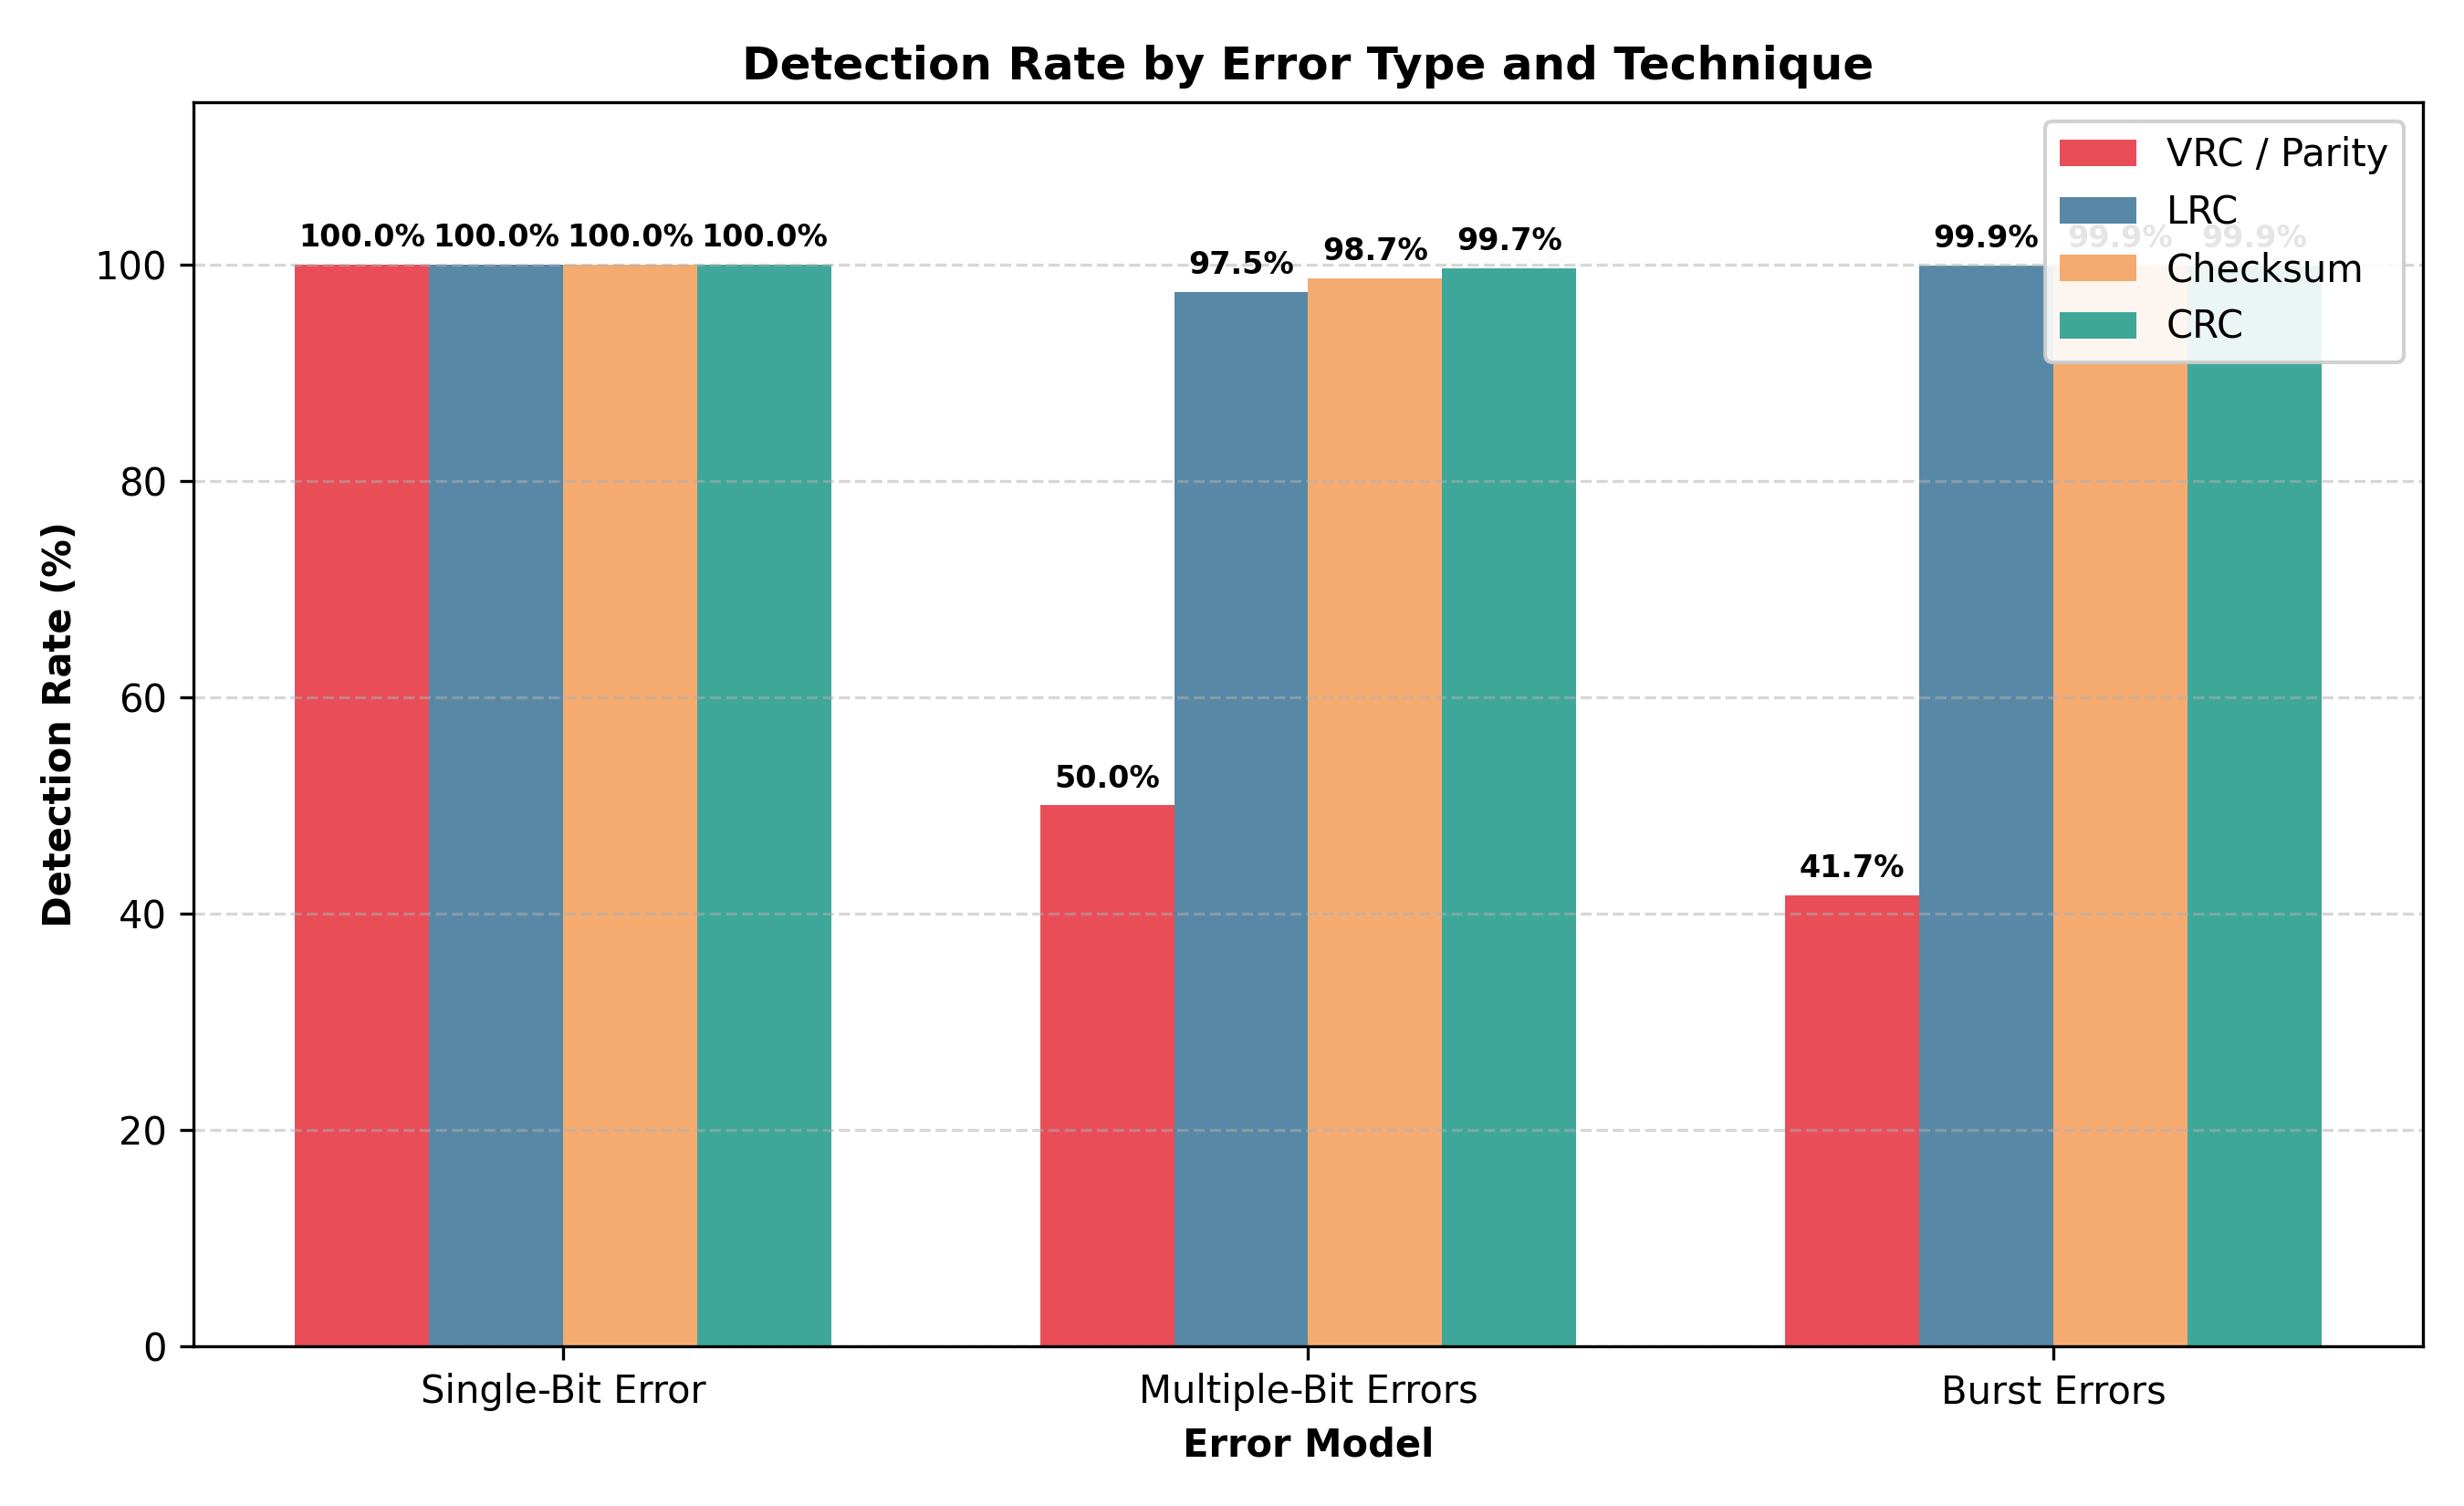 Detection Rate by Error Type and Technique
VRC / Parity
LRC
Checksum
CRC
100.0% 100.0% 100.0% 100.0%
50.0% 97.5% 98.7% 99.7%
41.7% 99.9% 99.9% 99.9%
Detection Rate (%)
100
80
60
40
20
0
Single-Bit Error
Multiple-Bit Errors
Burst Errors
Error Model